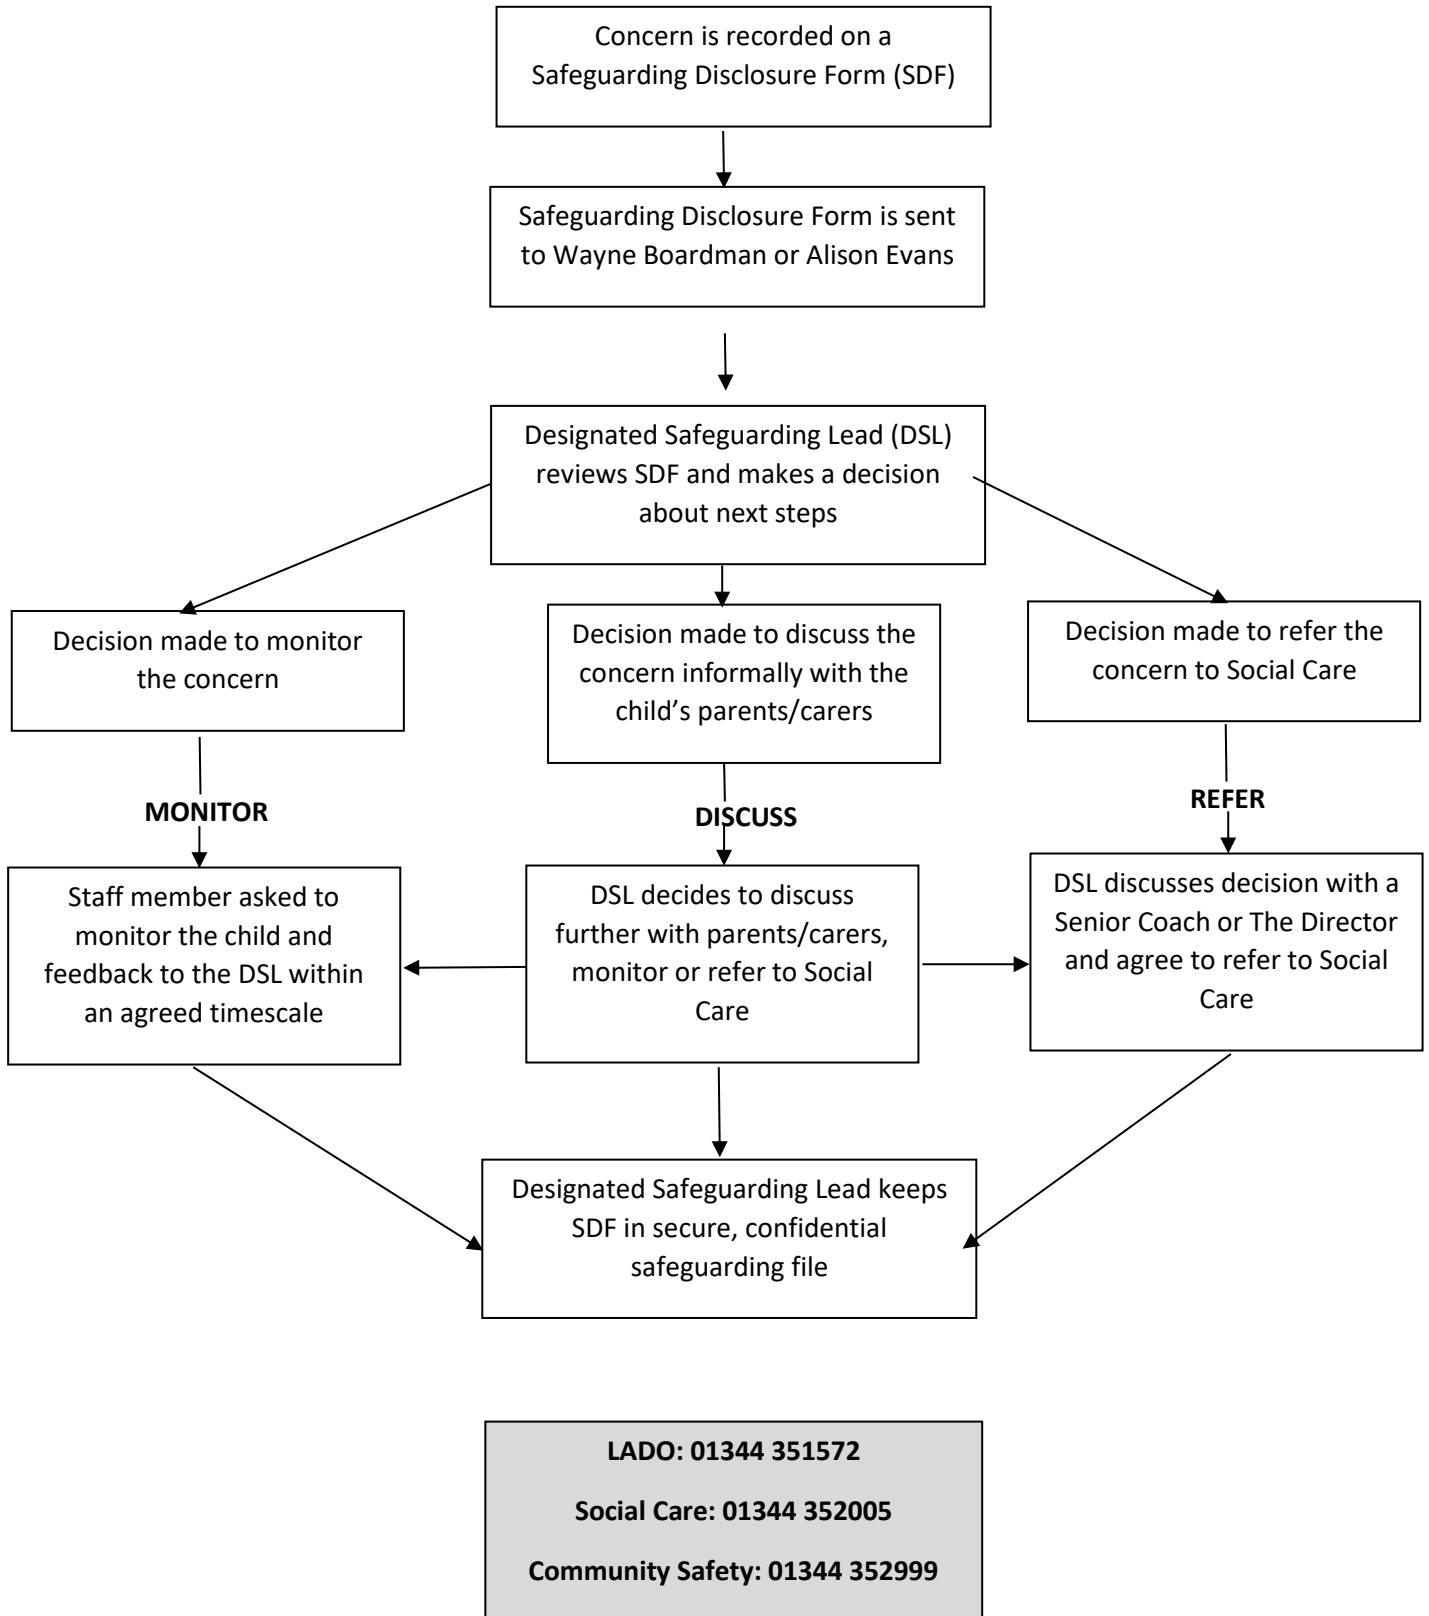 Concern is recorded on a
Safeguarding Disclosure Form (SDF)
Safeguarding Disclosure Form is sent
to Wayne Boardman or Alison Evans
Designated Safeguarding Lead (DSL)
reviews SDF and makes a decision
about next steps
Decision made to monitor
the concern
Decision made to discuss the
concern informally with the
child’s parents/carers
Decision made to refer the
concern to Social Care
MONITOR
DISCUSS
REFER
Staff member asked to
monitor the child and
feedback to the DSL within
an agreed timescale
DSL decides to discuss
further with parents/carers,
monitor or refer to Social
Care
DSL discusses decision with a
Senior Coach or The Director
and agree to refer to Social
Care
Designated Safeguarding Lead keeps
SDF in secure, confidential
safeguarding file
LADO: 01344 351572
Social Care: 01344 352005
Community Safety: 01344 352999